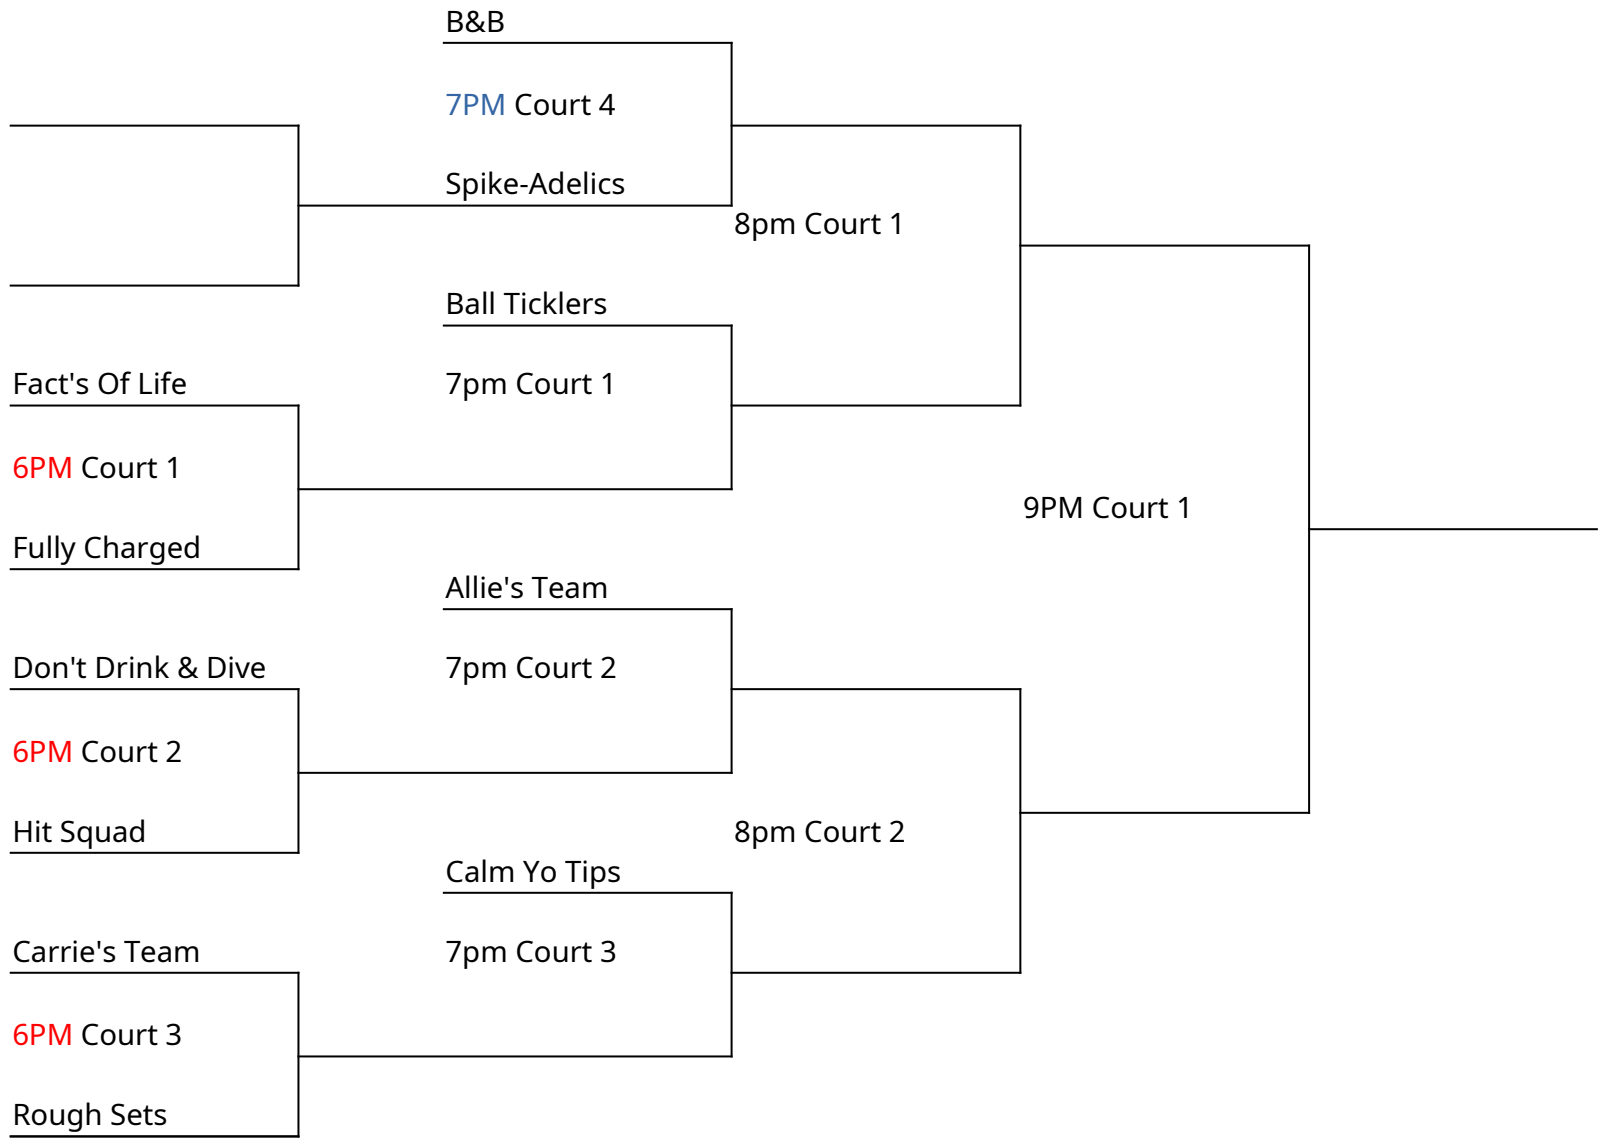 B&B
7PM Court 4
Spike-Adelics
8pm Court 1
Ball Ticklers
Fact's Of Life
7pm Court 1
6PM Court 1
9PM Court 1
Fully Charged
Allie's Team
Don't Drink & Dive
7pm Court 2
6PM Court 2
Hit Squad
8pm Court 2
Calm Yo Tips
Carrie's Team
7pm Court 3
6PM Court 3
Rough Sets